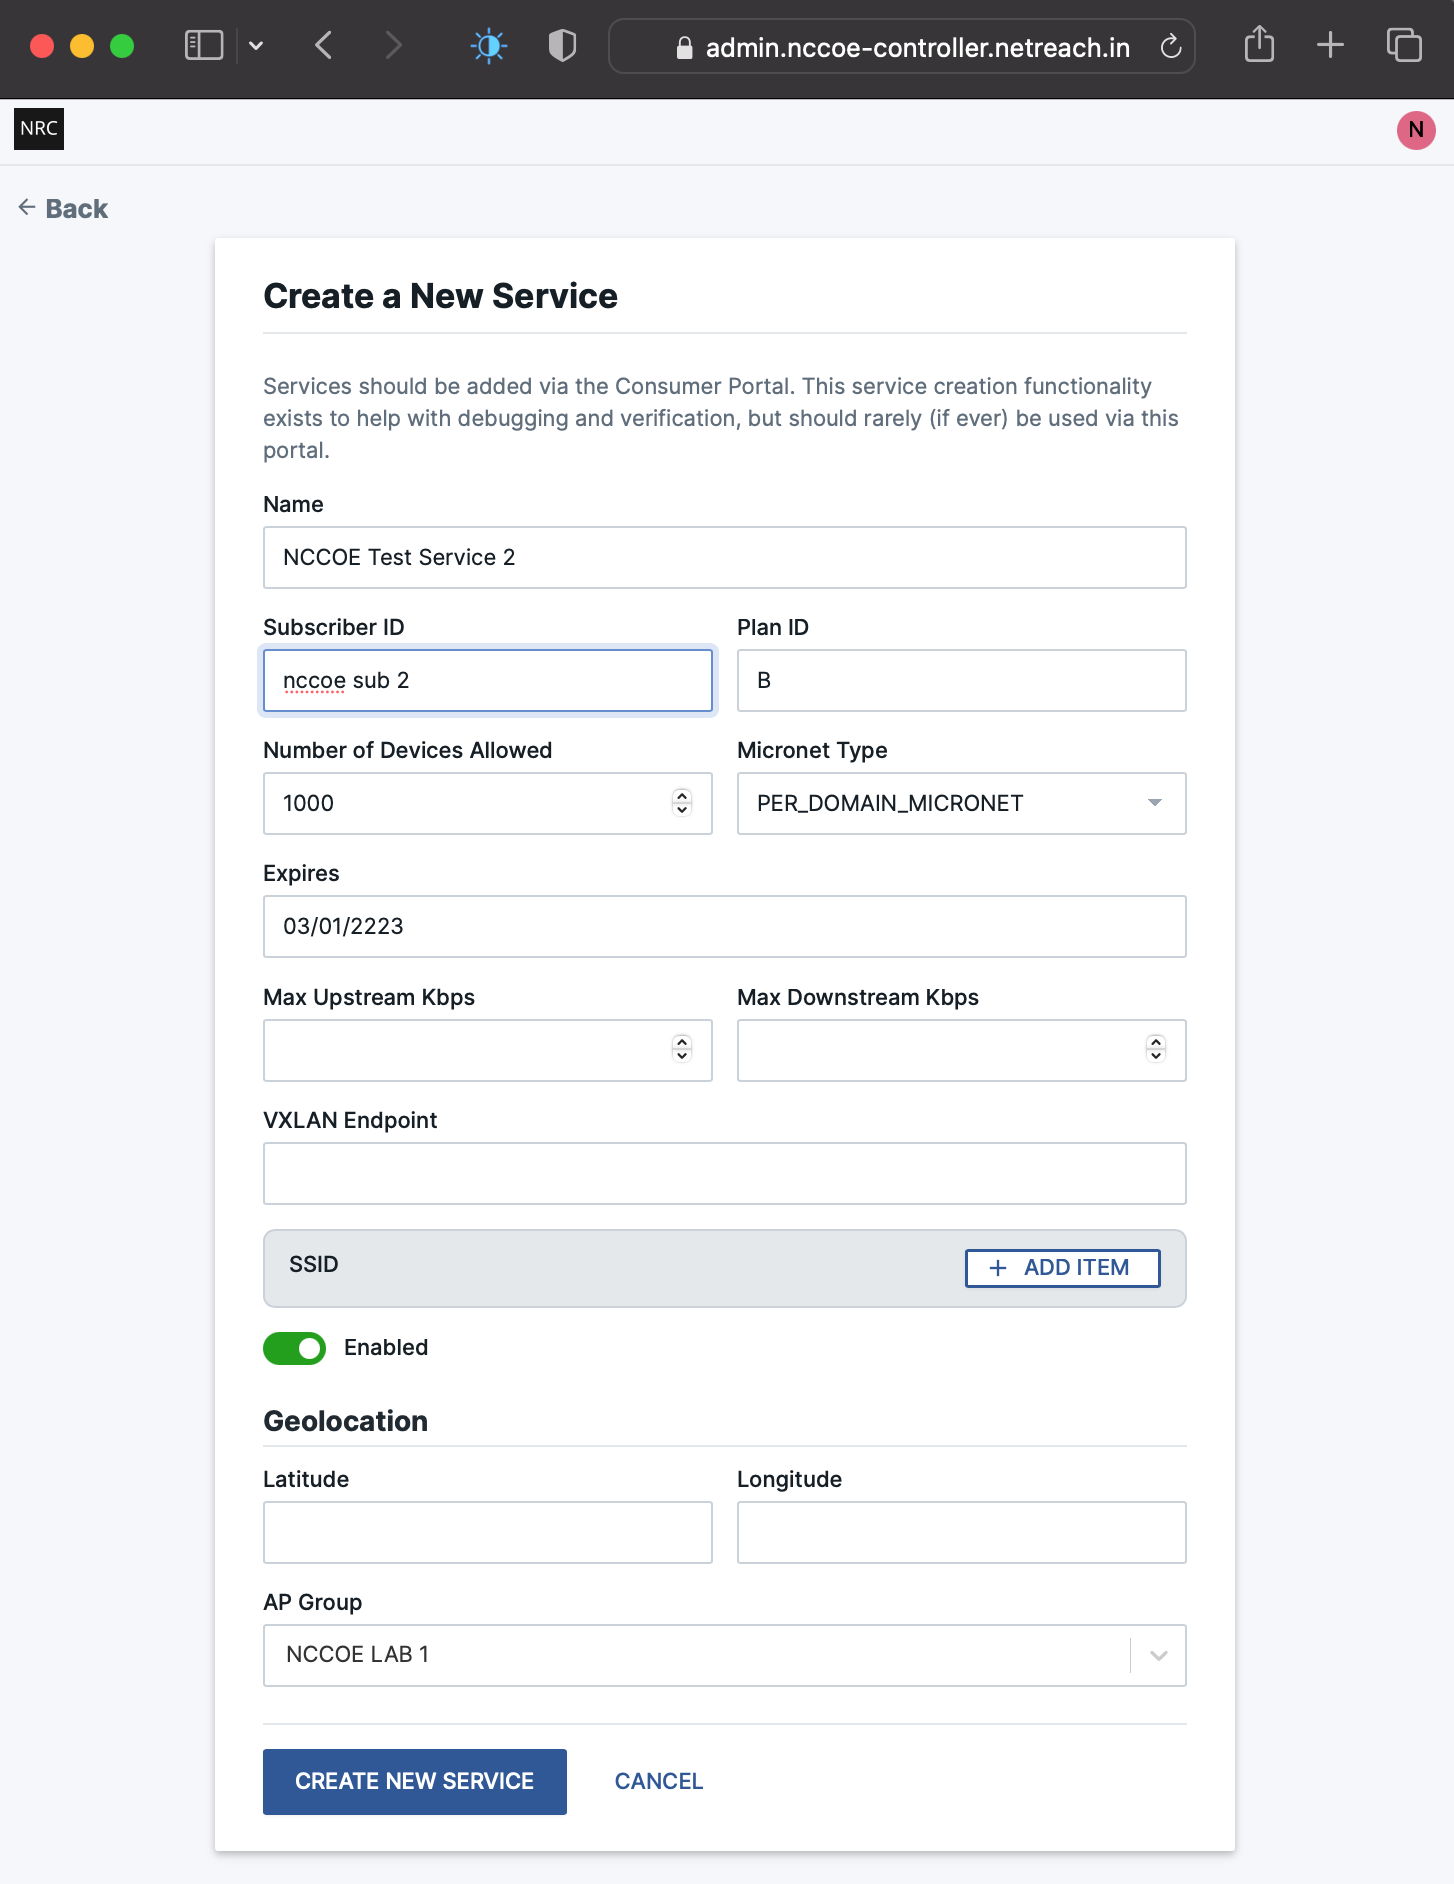 admin.nccoe-controller.netreach.in
NRC
N
Back
Create a New Service
Services should be added via the Consumer Portal. This service creation functionality
exists to help with debugging and verification, but should rarely (if ever) be used via this
portal.
Name
NCCOE Test Service 2
Subscriber ID
Plan ID
nccoe sub 2
B
Number of Devices Allowed
Micronet Type
1000
PER_DOMAIN_MICRONET
Expires
03/01/2223
Max Upstream Kbps
Max Downstream Kbps
VXLAN Endpoint
SSID
ADD ITEM
Enabled
Geolocation
Latitude
Longitude
AP Group
NCCOE LAB 1
CREATE NEW SERVICE
CANCEL